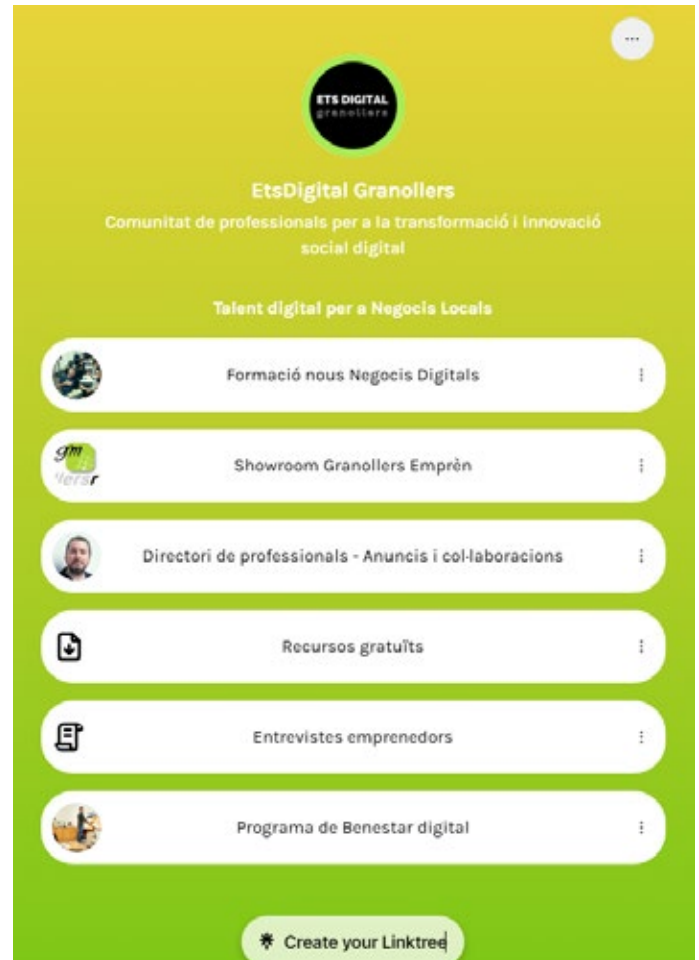 ETS DIGITAL
granollers
EtsDigital Granollers
Comunitat de professionals per a la transformació i innovació
social digital
Talent digital per a Negocis Locals
Formació nous Negocis Digitals
gm
llersr
Showroom Granollers Emprèn
Directori de professionals - Anuncis i col·laboracions
Recursos gratuïts
Entrevistes emprenedors
Programa de Benestar digital
Create your Linktree